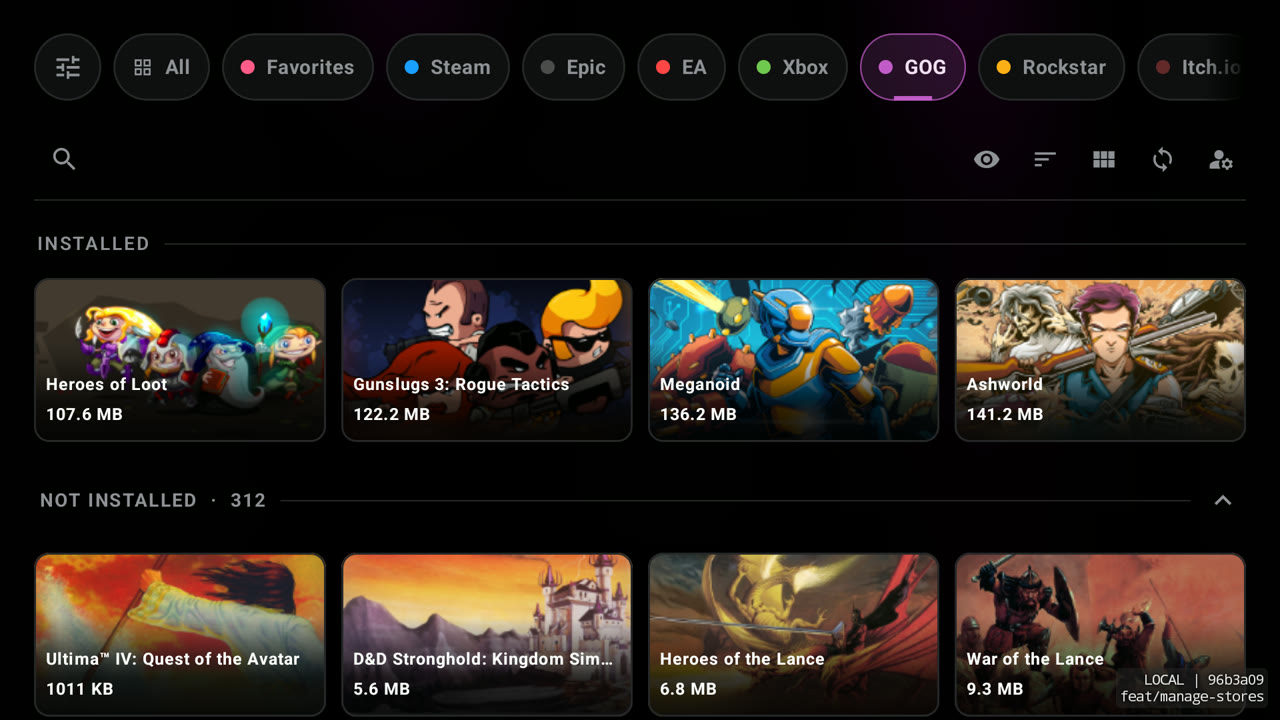 All
Favorites
Steam
Epic
EA
Xbox
GOG
Rockstar
Itch.io
INSTALLED
Heroes of Loot
107.6 MB
Gunslugs 3: Rogue Tactics
122.2 MB
Meganoid
136.2 MB
Ashworld
141.2 MB
NOT INSTALLED · 312
Ultima™ IV: Quest of the Avatar
1011 KB
D&D Stronghold: Kingdom Sim…
5.6 MB
Heroes of the Lance
6.8 MB
War of the Lance
9.3 MB
LOCAL | 96b3a09
feat/manage-stores